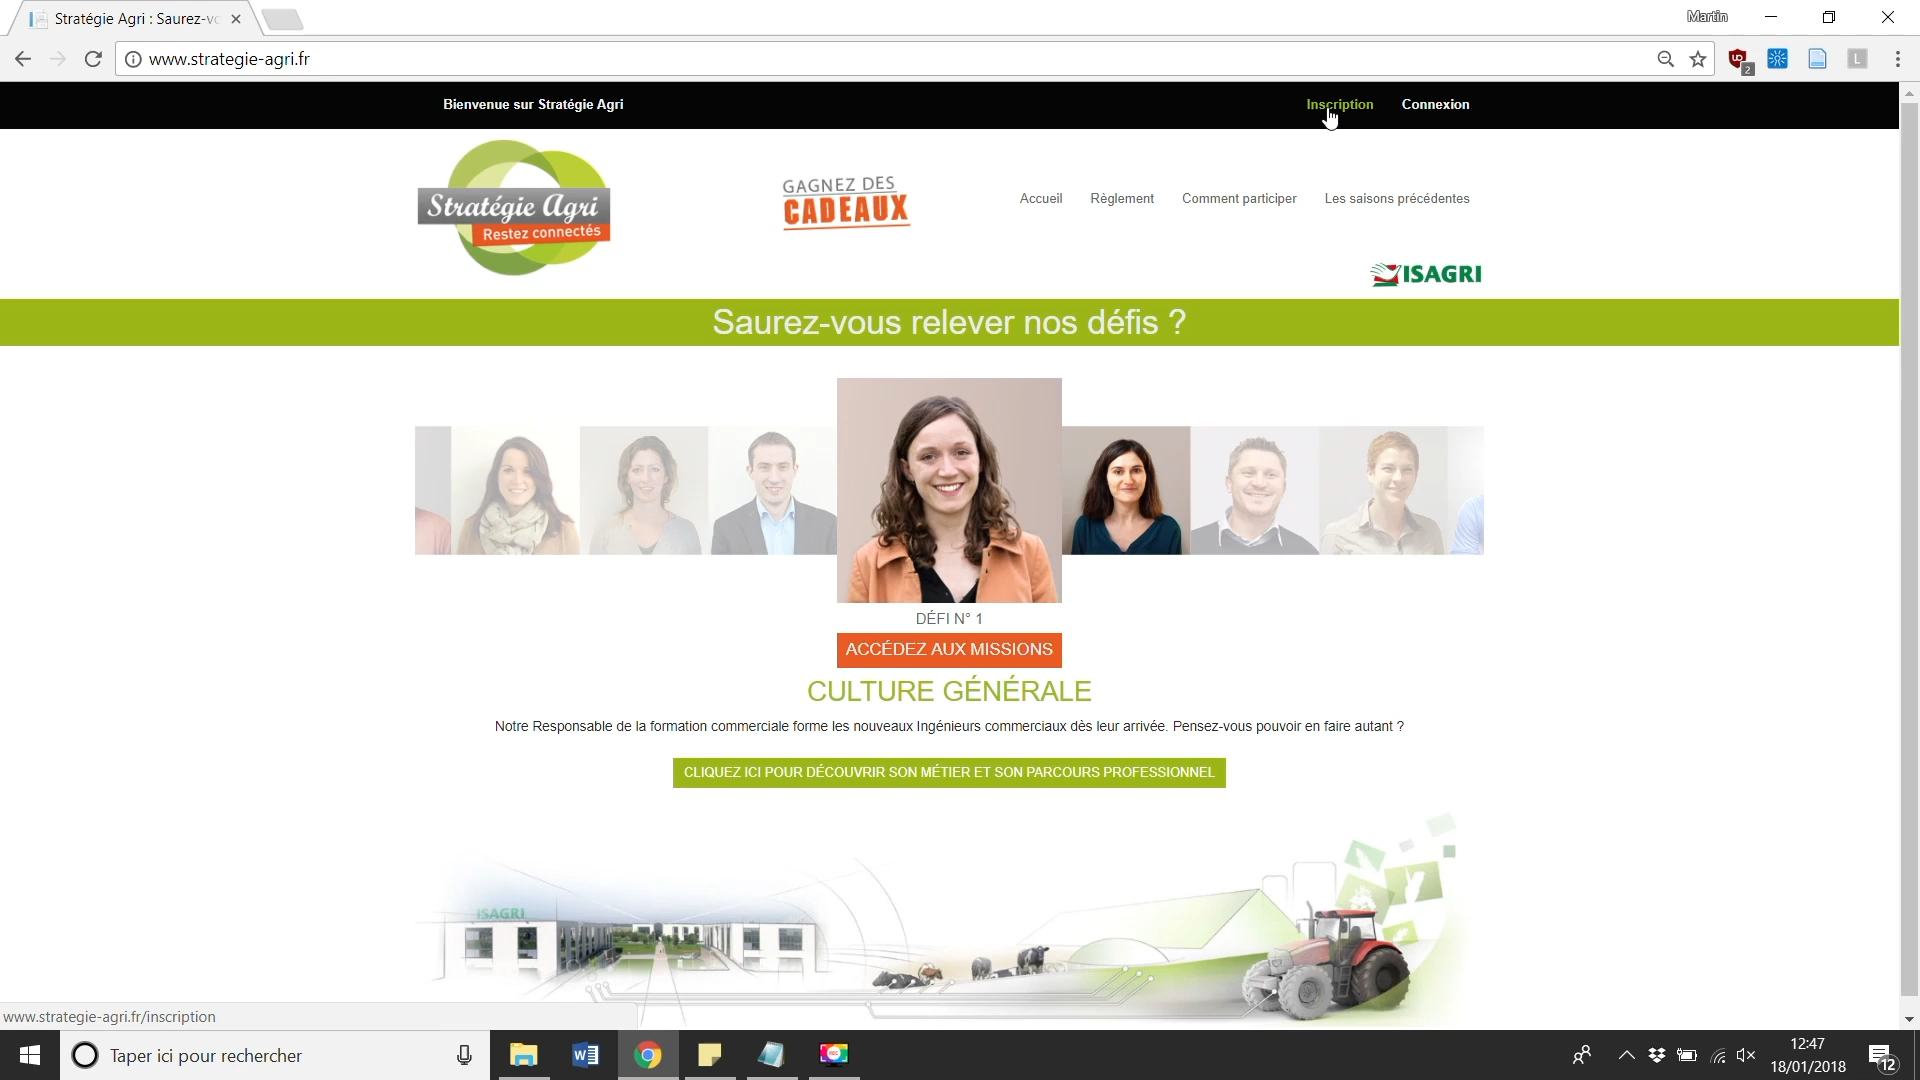 Stratégie Agri : Saurez-vo
Martin
www.strategie-agri.fr
2
L
Bienvenue sur Stratégie Agri
Inscription
Connexion
Stratégie Agri
Restez connectés
GAGNEZ DES
CADEAUX
Accueil
Règlement
Comment participer
Les saisons précédentes
ISAGRI
Saurez-vous relever nos défis ?
DÉFI N° 1
ACCÉDEZ AUX MISSIONS
CULTURE GÉNÉRALE
Notre Responsable de la formation commerciale forme les nouveaux Ingénieurs commerciaux dès leur arrivée. Pensez-vous pouvoir en faire autant ?
CLIQUEZ ICI POUR DÉCOUVRIR SON MÉTIER ET SON PARCOURS PROFESSIONNEL
ISAGRI
www.strategie-agri.fr/inscription
Taper ici pour rechercher
REC
12:47
18/01/2018
12